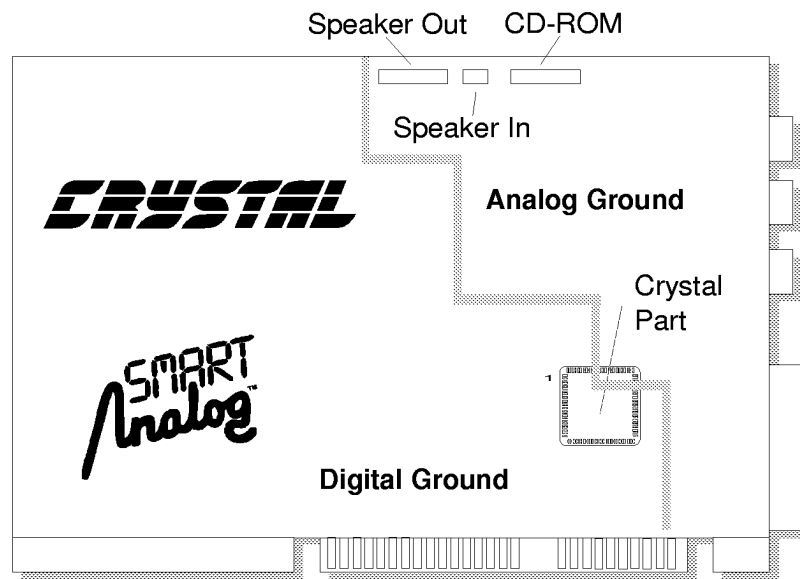 Speaker Out
CD-ROM
Speaker In
CRYSTAL
Analog Ground
Crystal
Part
SMART
Analog™
1
Digital Ground